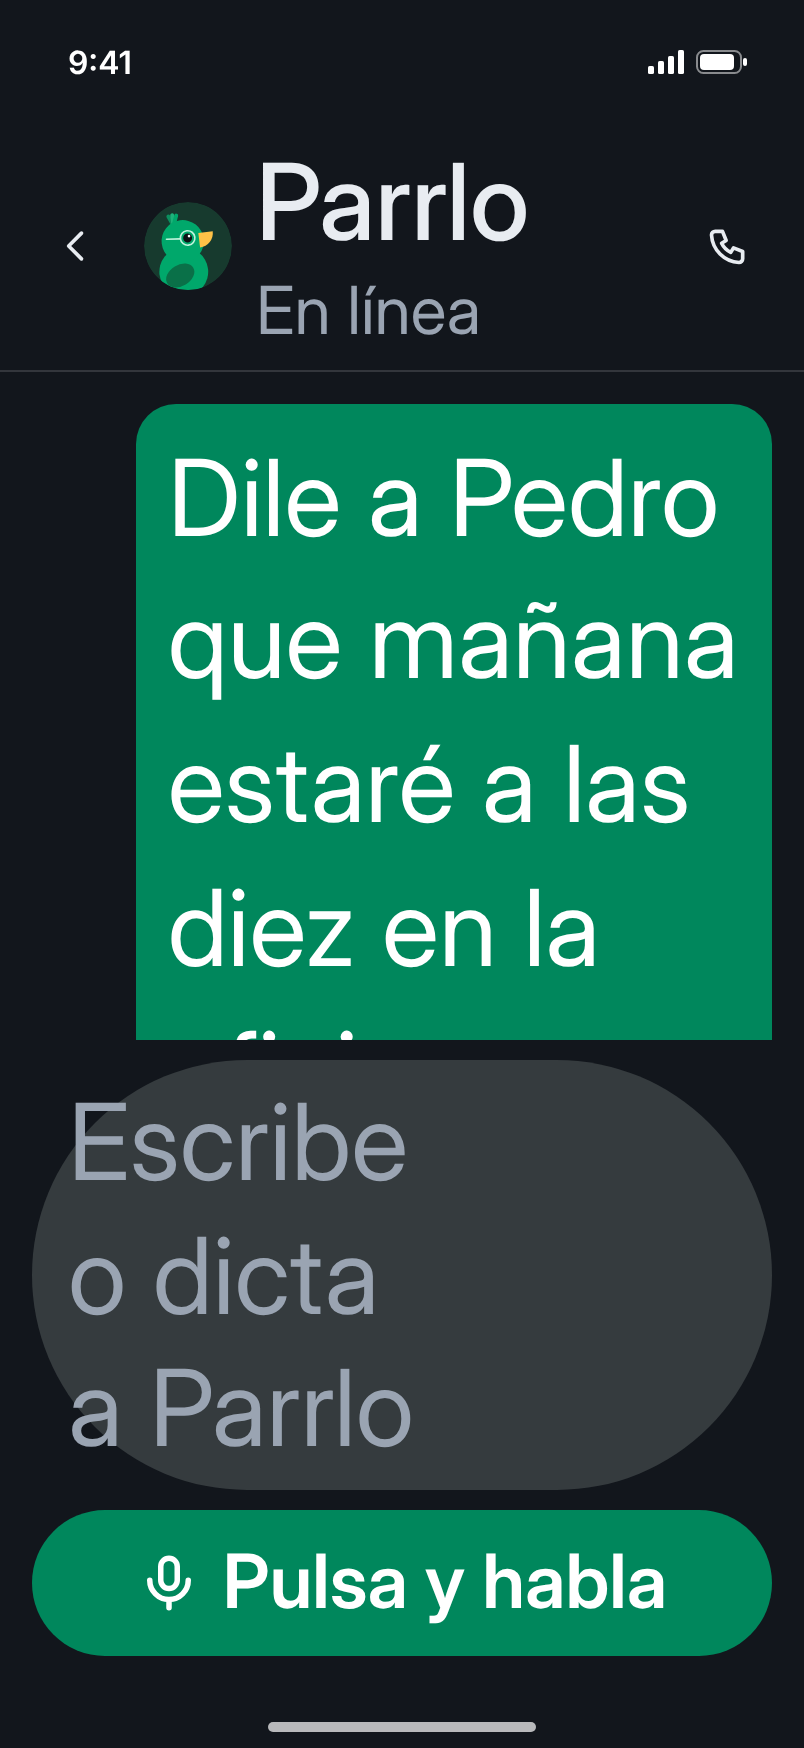 9:41
Parrlo
En línea
Dile a Pedro
que mañana
estaré a las
diez en la
Escribe
o dicta
a Parrlo
Pulsa y habla